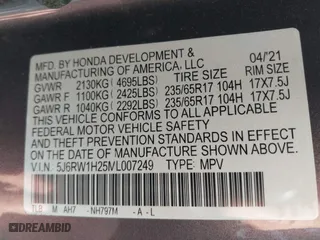 MFD. BY HONDA DEVELOPMENT &
MANUFACTURING OF AMERICA, LLC 04/'21
GVWR 2130KG (4695LBS) RIM SIZE
GAWR F 1100KG (2425LBS) 235/65R17 104H 17X7.5J
GAWR R 1040KG (2292LBS) 235/65R17 104H 17X7.5J
THIS VEHICLE CONFORMS TO ALL APPLICABLE
FEDERAL MOTOR VEHICLE SAFETY, BUMPER, AND
THEFT PREVENTION STANDARDS IN EFFECT ON THE
DATE OF MANUFACTURE SHOWN ABOVE.
V.I.N. 5J6RW1H25ML007249 TYPE: MPV
AH7 NH797M -A-L